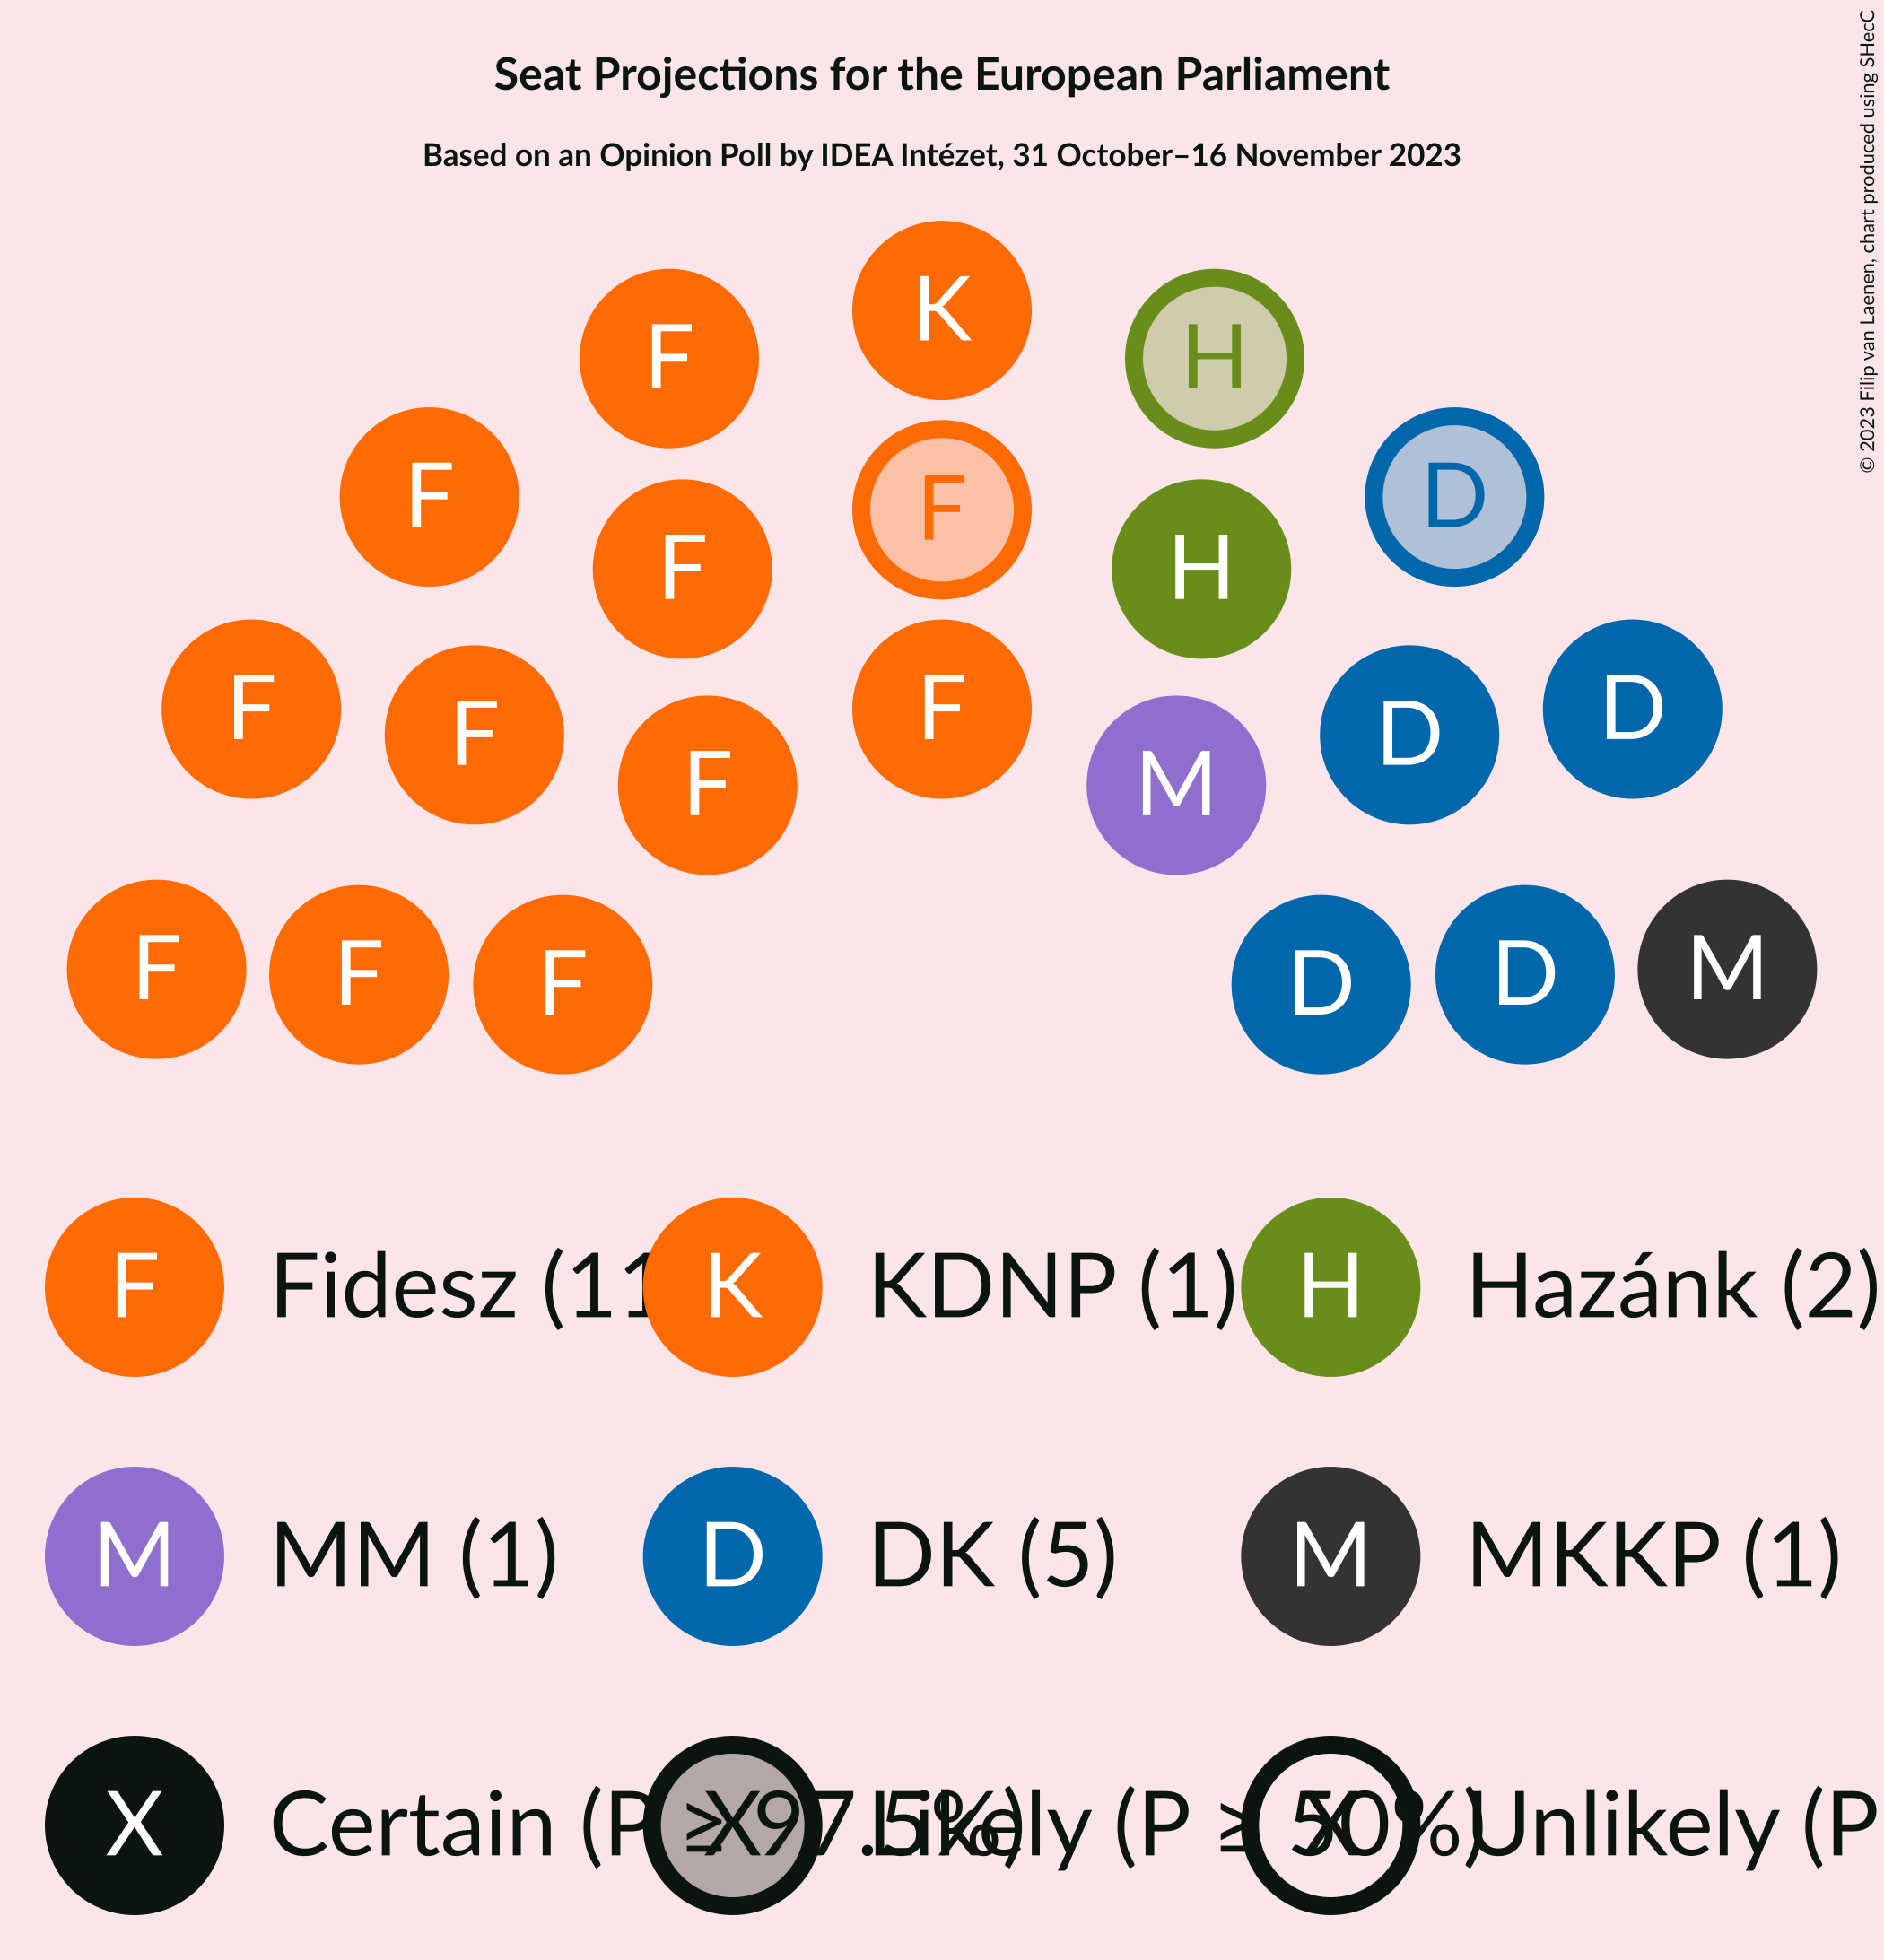 Seat Projections for the European Parliament
Based on an Opinion Poll by IDEA Intézet, 31 October–16 November 2023
© 2023 Filip van Laenen, chart produced using SHecC
K
F H
F D
F
F H
F D
F D
F
F M
F M
F D
F D
F Fidesz (11 K KDNP (1) H Hazánk (2)
M MM (1) D DK (5) M MKKP (1)
X Certain (P ≥ 97.5%) X Likely (P ≥ 50%) X Unlikely (P